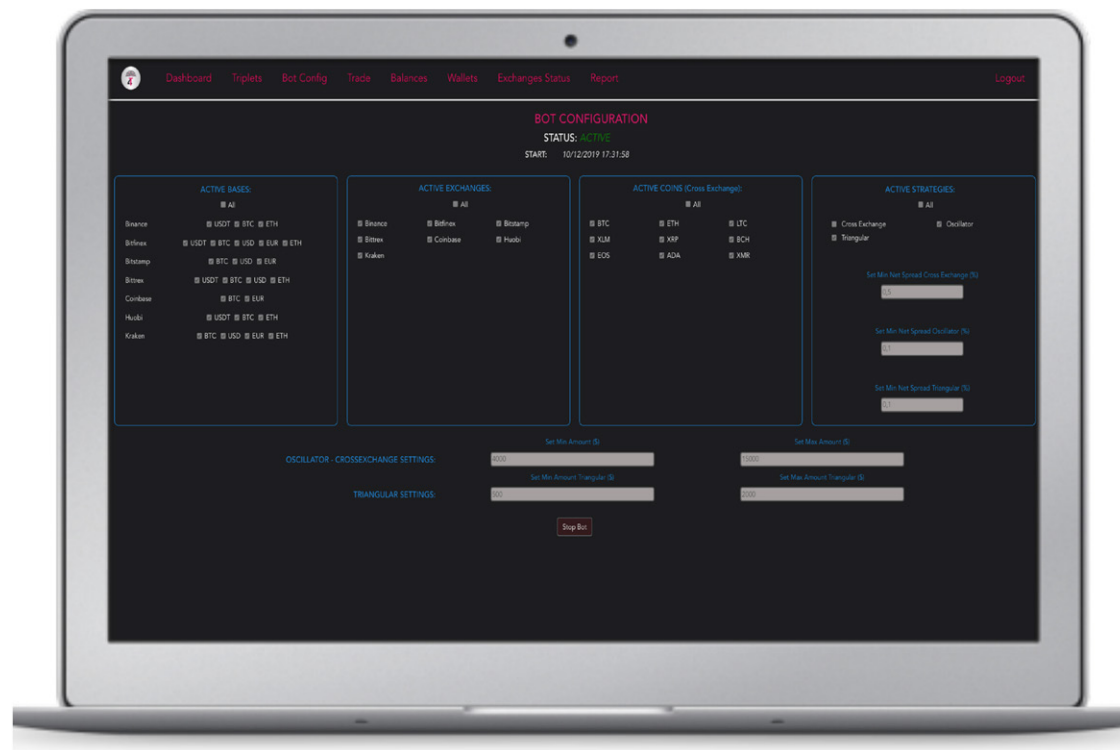 Dashboard Triplets Bot Config Trade Balances Wallets Exchanges Status Report Logout
BOT CONFIGURATION
STATUS: ACTIVE
START: 10/12/2019 17:31:58
ACTIVE BASES:
All
Binance USDT BTC ETH
Bitfinex USDT BTC USD EUR ETH
Bitstamp BTC USD EUR
Bittrex USDT BTC USD ETH
Coinbase BTC EUR
Huobi USDT BTC ETH
Kraken BTC USD EUR ETH
ACTIVE EXCHANGES:
All
Binance Bitfinex Bitstamp
Bittrex Coinbase Huobi
Kraken
ACTIVE COINS (Cross Exchange):
All
BTC ETH LTC
XLM XRP BCH
EOS ADA XMR
ACTIVE STRATEGIES:
All
Cross Exchange Oscillator
Triangular
Set Min Net Spread Cross Exchange (%)
0,5
Set Min Net Spread Oscillator (%)
0,1
Set Min Net Spread Triangular (%)
0,1
Set Min Amount ($) Set Max Amount ($)
OSCILLATOR - CROSSEXCHANGE SETTINGS: 4000 15000
Set Min Amount Triangular ($) Set Max Amount Triangular ($)
TRIANGULAR SETTINGS: 500 2000
Stop Bot